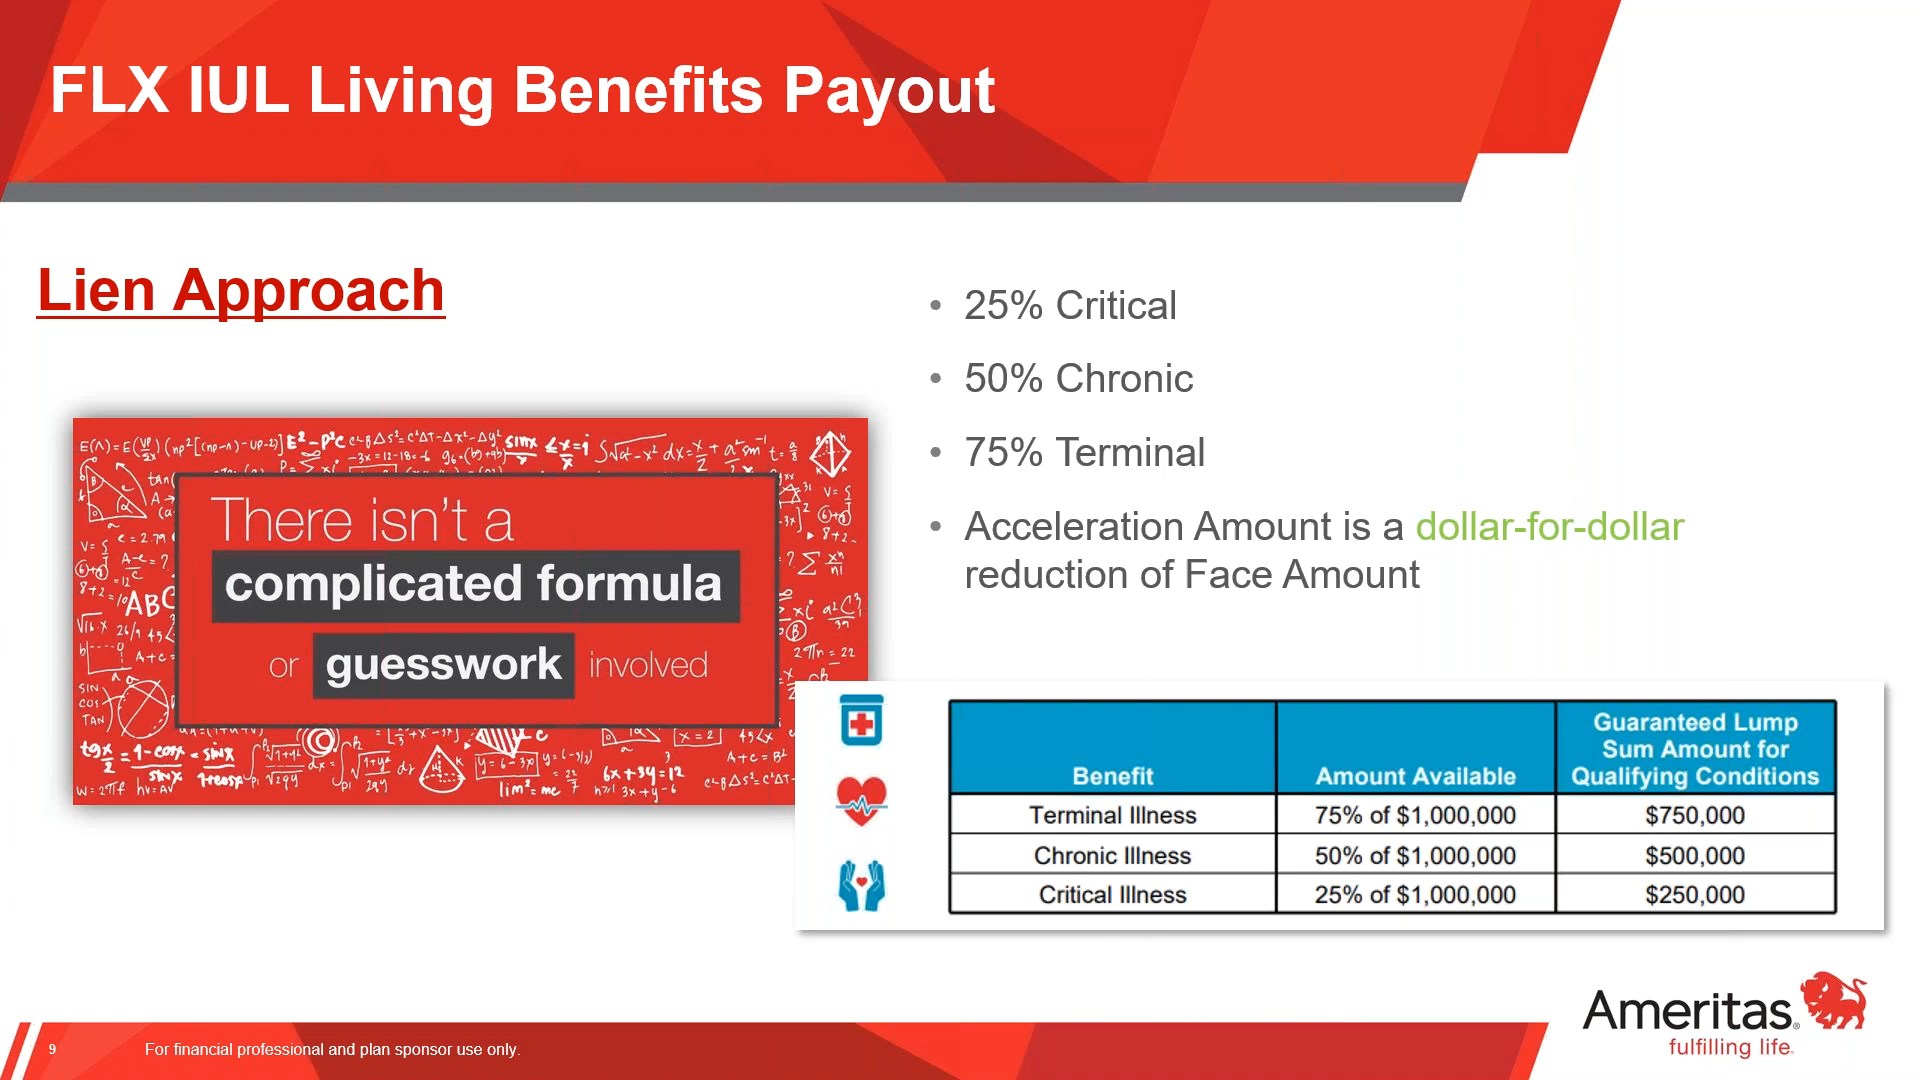 FLX IUL Living Benefits Payout
Lien Approach
There isn't a
complicated formula
or guesswork involved
• 25% Critical
• 50% Chronic
• 75% Terminal
• Acceleration Amount is a dollar-for-dollar
reduction of Face Amount
Benefit Amount Available Guaranteed Lump Sum Amount for Qualifying Conditions
Terminal Illness 75% of $1,000,000 $750,000
Chronic Illness 50% of $1,000,000 $500,000
Critical Illness 25% of $1,000,000 $250,000
Ameritas®
fulfilling life.
9 For financial professional and plan sponsor use only.